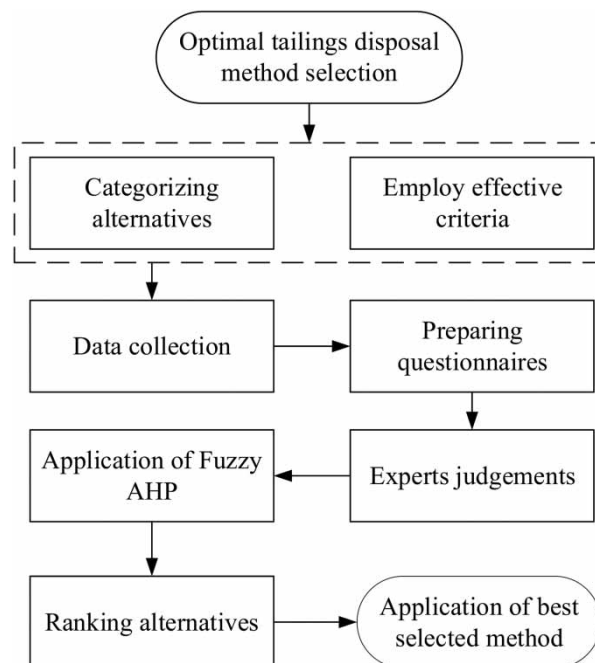 Optimal tailings disposal
method selection
Categorizing
alternatives
Employ effective
criteria
Data collection
Preparing
questionnaires
Application of Fuzzy
AHP
Experts judgements
Ranking alternatives
Application of best
selected method